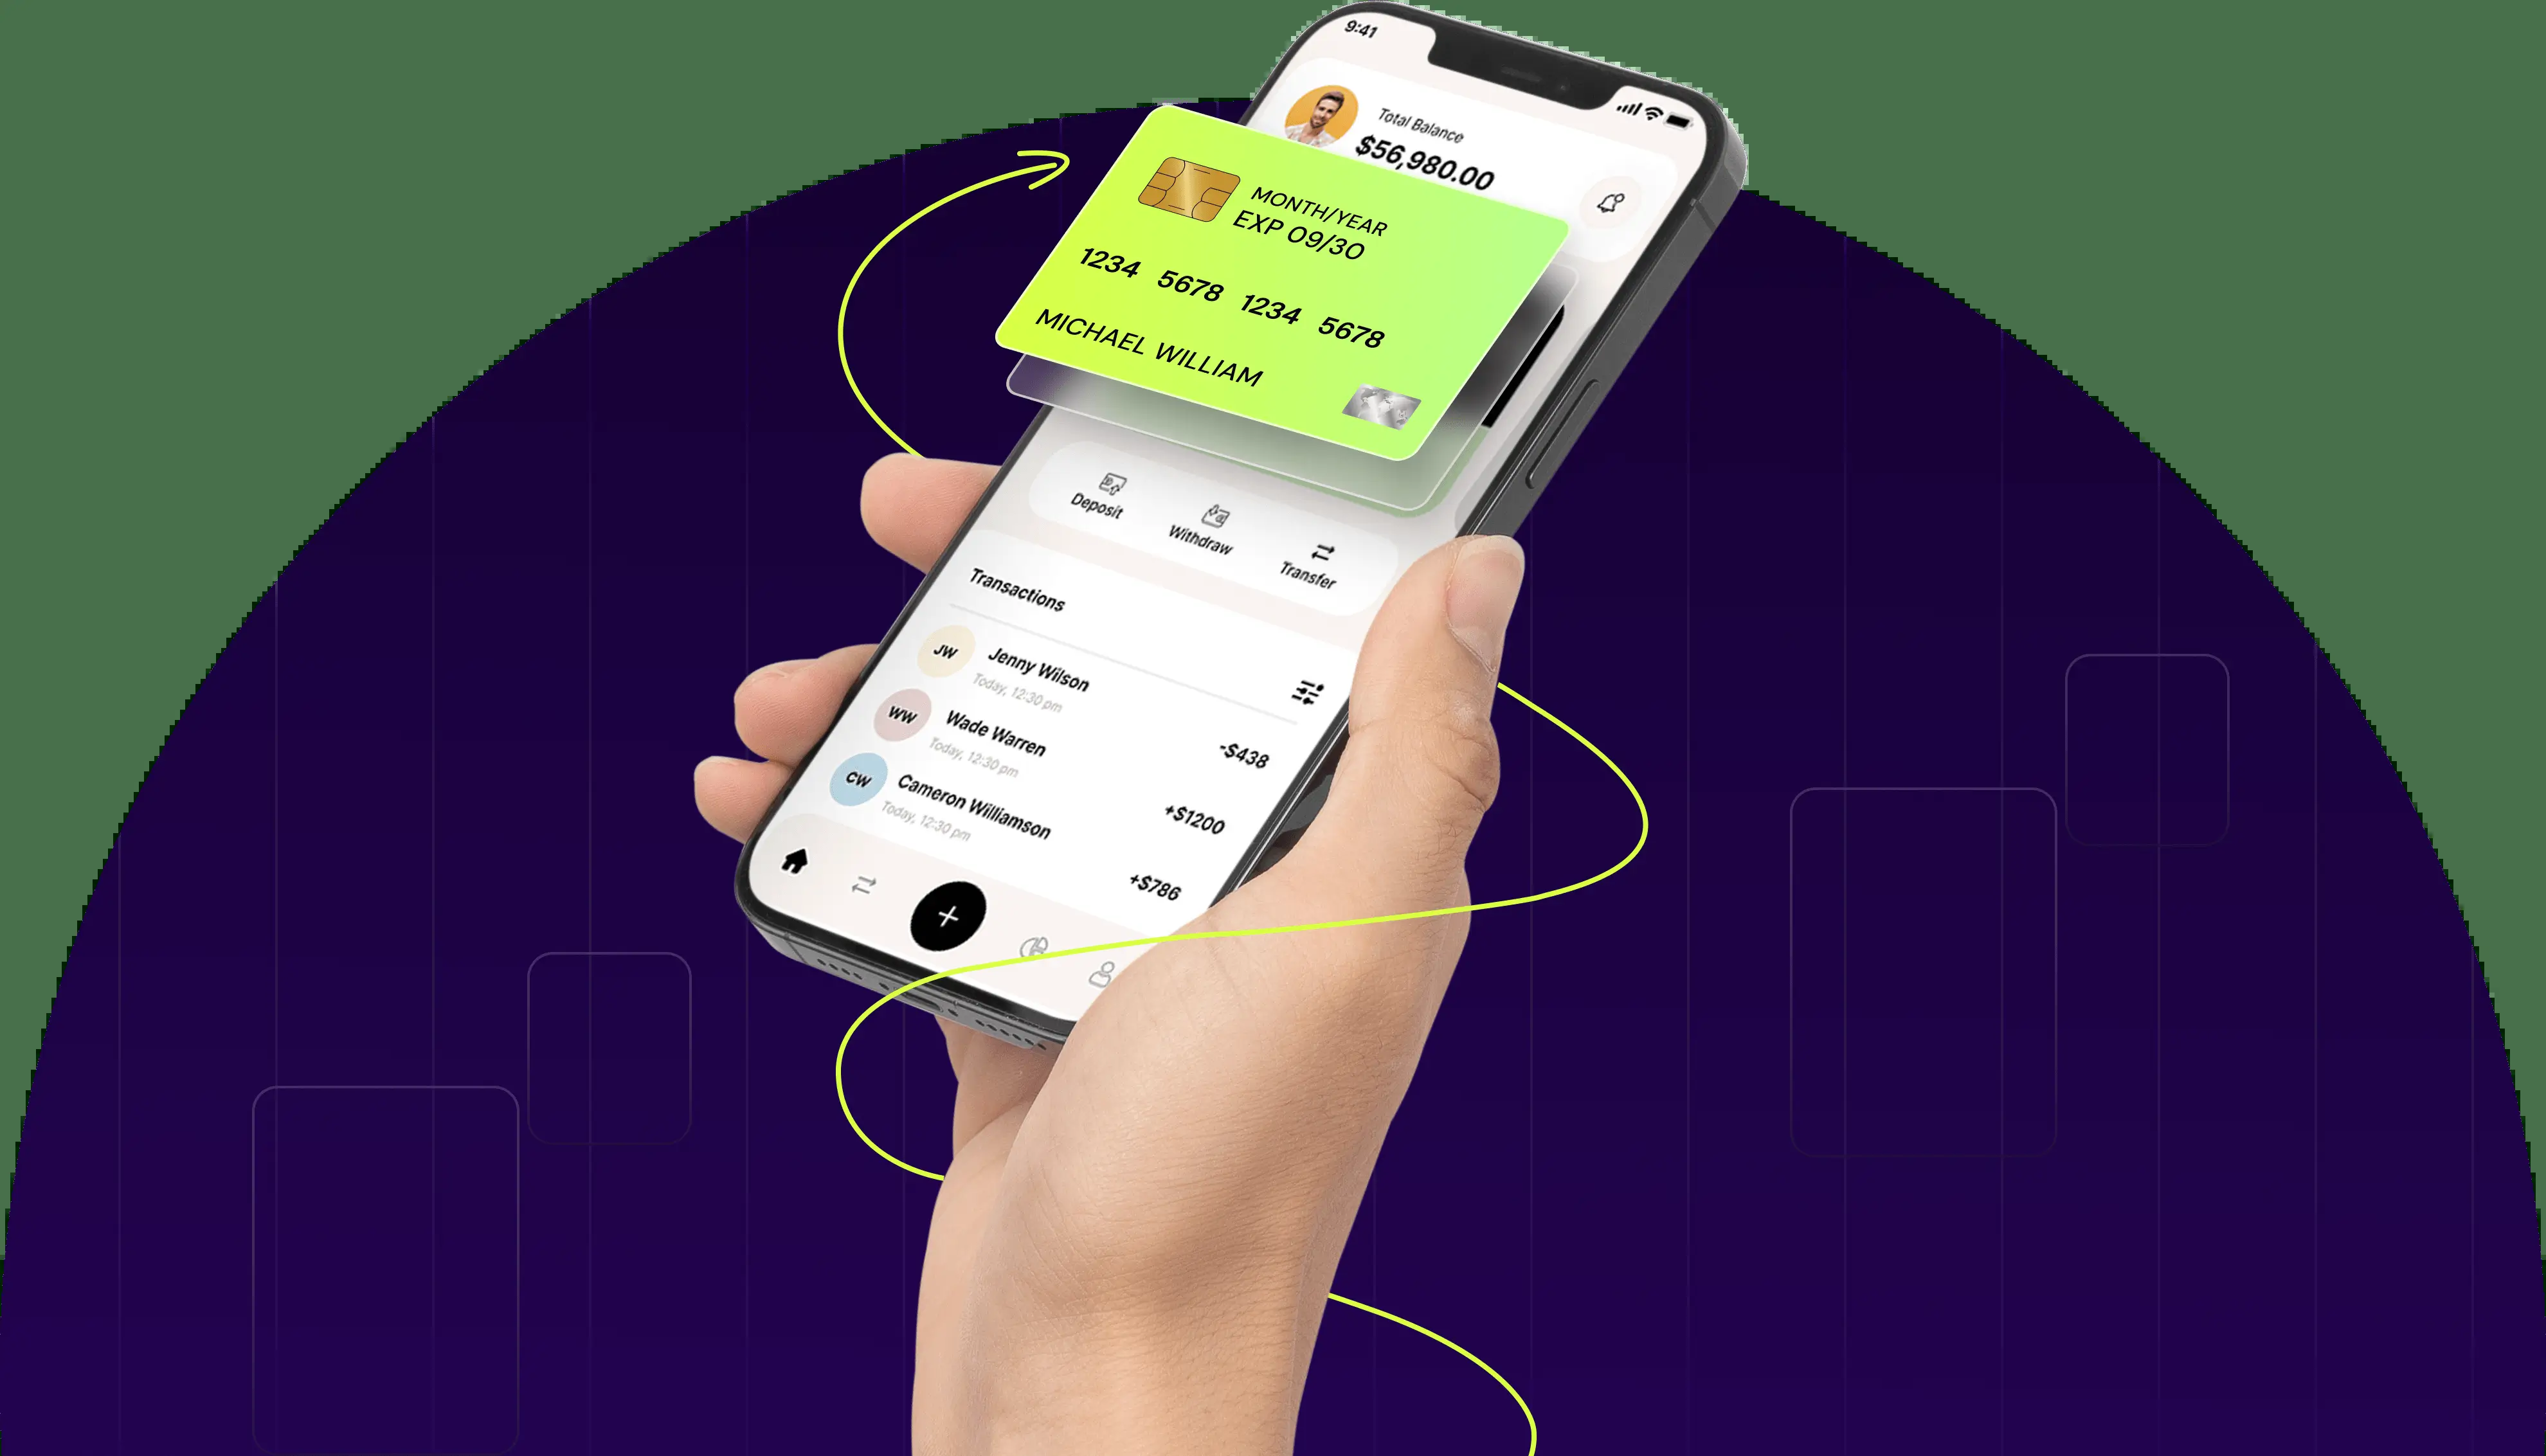 9:41
Total Balance
$56,980.00
MONTH/YEAR
EXP 09/30
1234 5678 1234 5678
MICHAEL WILLIAM
Deposit
Withdraw
Transfer
Transactions
JW
Jenny Wilson
Today, 12:30 pm
-$438
WW
Wade Warren
Today, 12:30 pm
+$1200
CW
Cameron Williamson
Today, 12:30 pm
+$786